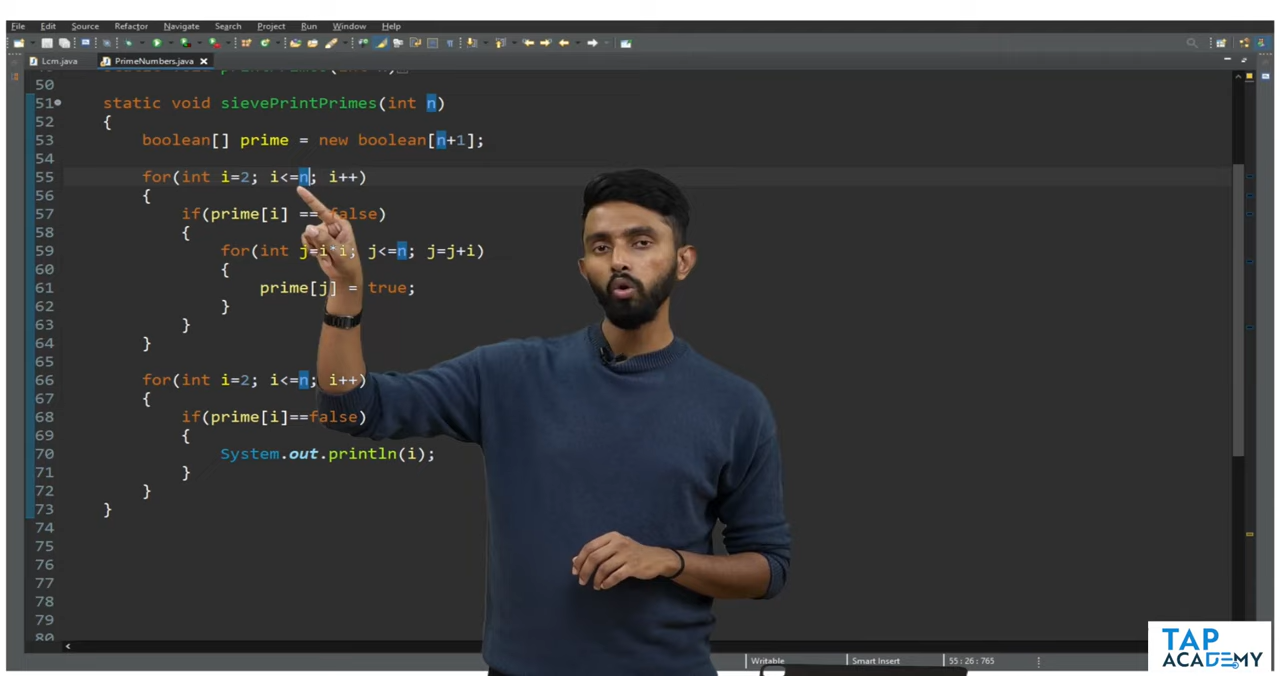 File Edit Source Refactor Navigate Search Project Run Window Help
Lcm.java PrimeNumbers.java
50
51 static void sievePrintPrimes(int n)
52 {
53 boolean[] prime = new boolean[n+1];
54
55 for(int i=2; i<=n; i++)
56 {
57 if(prime[i] == false)
58 {
59 for(int j=i*i; j<=n; j=j+i)
60 {
61 prime[j] = true;
62 }
63 }
64 }
65
66 for(int i=2; i<=n; i++)
67 {
68 if(prime[i]==false)
69 {
70 System.out.println(i);
71 }
72 }
73 }
74
75
76
77
78
79
80
Writable Smart Insert 55 : 26 : 765
TAP
ACADEMY